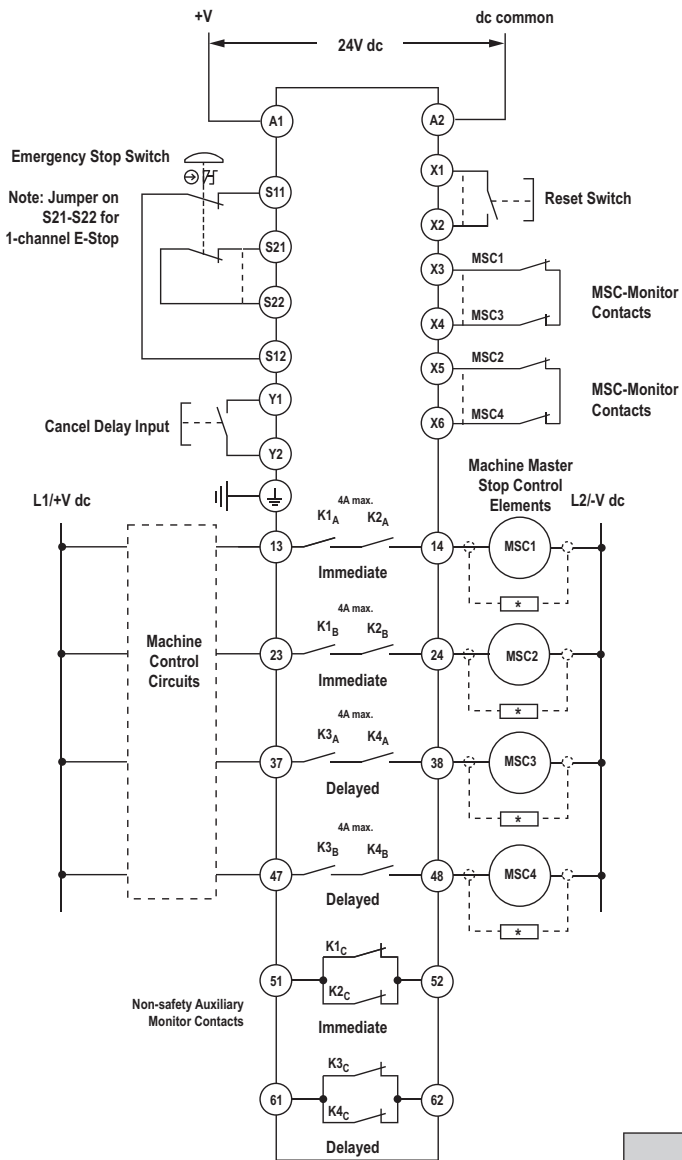 +V
24V dc
dc common
A1
A2
Emergency Stop Switch
Note: Jumper on
S21-S22 for
1-channel E-Stop
S11
S21
S22
S12
Cancel Delay Input
Y1
Y2
X1
X2
Reset Switch
X3
MSC1
X4
MSC3
MSC-Monitor
Contacts
X5
MSC2
X6
MSC4
MSC-Monitor
Contacts
L1/+V dc
Machine Master
Stop Control
Elements
L2/-V dc
Machine
Control
Circuits
4A max.
13
K1A
K2A
14
MSC1
Immediate
*
4A max.
23
K1B
K2B
24
MSC2
Immediate
*
4A max.
37
K3A
K4A
38
MSC3
Delayed
*
4A max.
47
K3B
K4B
48
MSC4
Delayed
*
Non-safety Auxiliary
Monitor Contacts
51
K1C
K2C
52
Immediate
61
K3C
K4C
62
Delayed